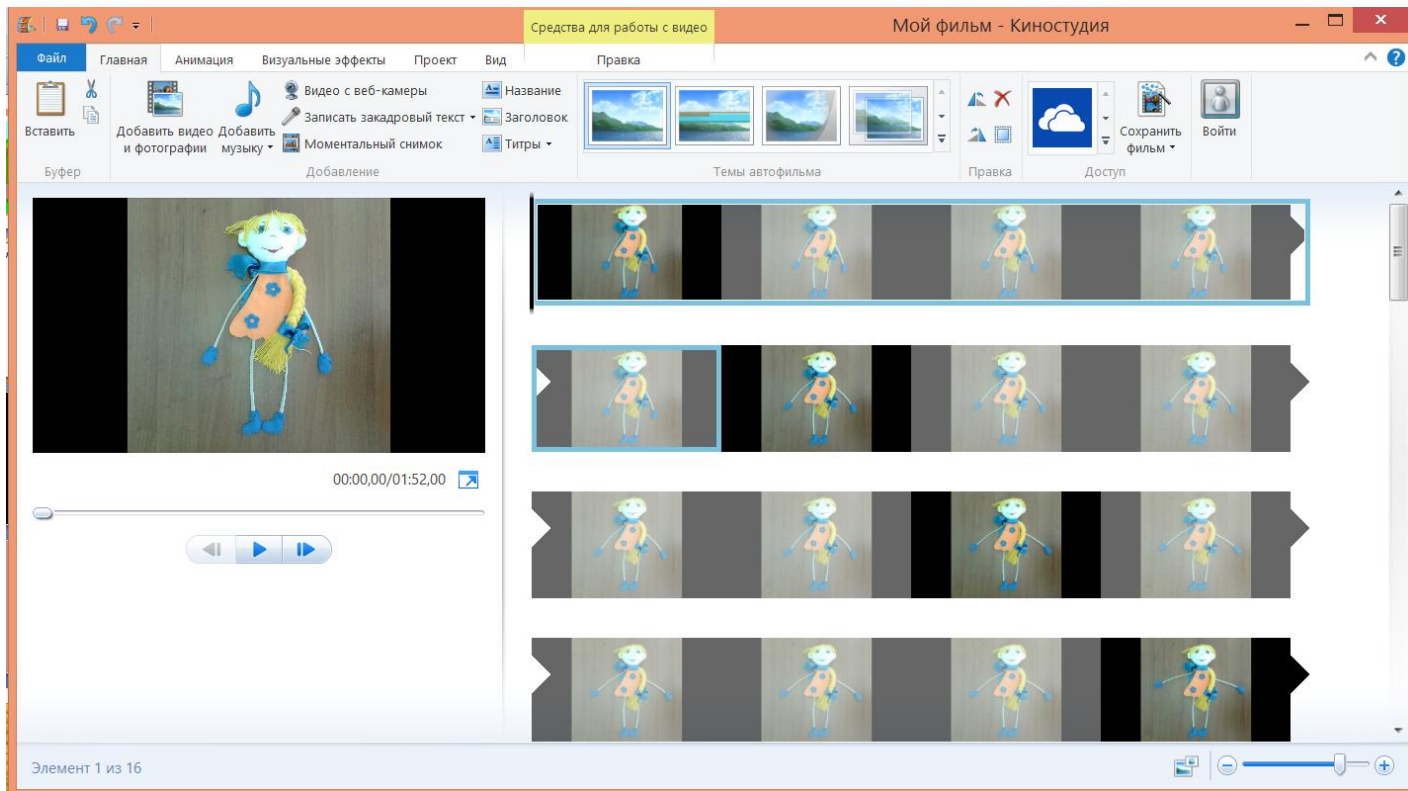 Средства для работы с видео
Мой фильм - Киностудия
Файл Главная Анимация Визуальные эффекты Проект Вид Правка
Вставить
Буфер
Добавить видео
и фотографии
Добавить
музыку
Видео с веб-камеры
Записать закадровый текст
Моментальный снимок
Название
Заголовок
Титры
Добавление
Темы автофильма
Правка
Сохранить
фильм
Доступ
Войти
00:00,00/01:52,00
Элемент 1 из 16